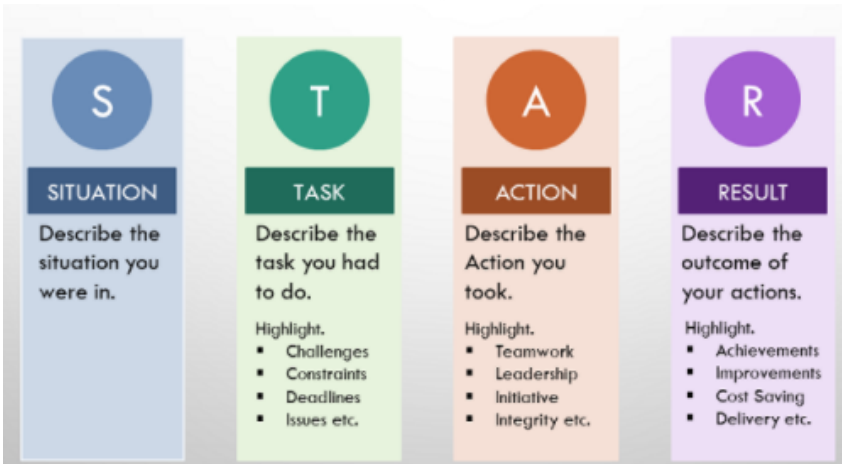 S
SITUATION
Describe the
situation you
were in.
T
TASK
Describe the
task you had
to do.
Highlight.
▪ Challenges
▪ Constraints
▪ Deadlines
▪ Issues etc.
A
ACTION
Describe the
Action you
took.
Highlight.
▪ Teamwork
▪ Leadership
▪ Initiative
▪ Integrity etc.
R
RESULT
Describe the
outcome of
your actions.
Highlight.
▪ Achievements
▪ Improvements
▪ Cost Saving
▪ Delivery etc.